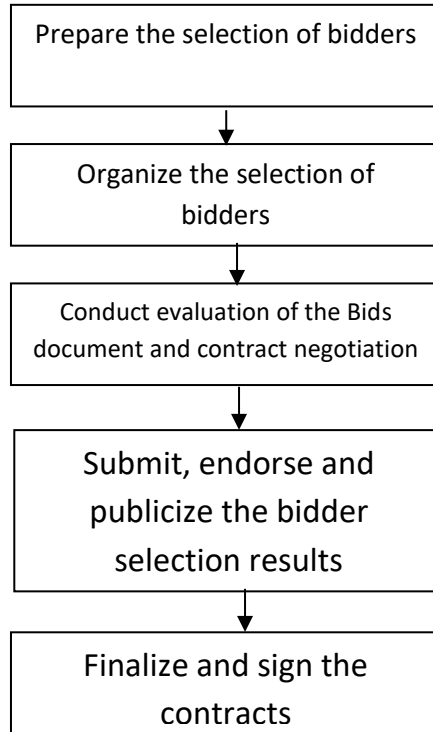 Prepare the selection of bidders
Organize the selection of
bidders
Conduct evaluation of the Bids
document and contract negotiation
Submit, endorse and
publicize the bidder
selection results
Finalize and sign the
contracts